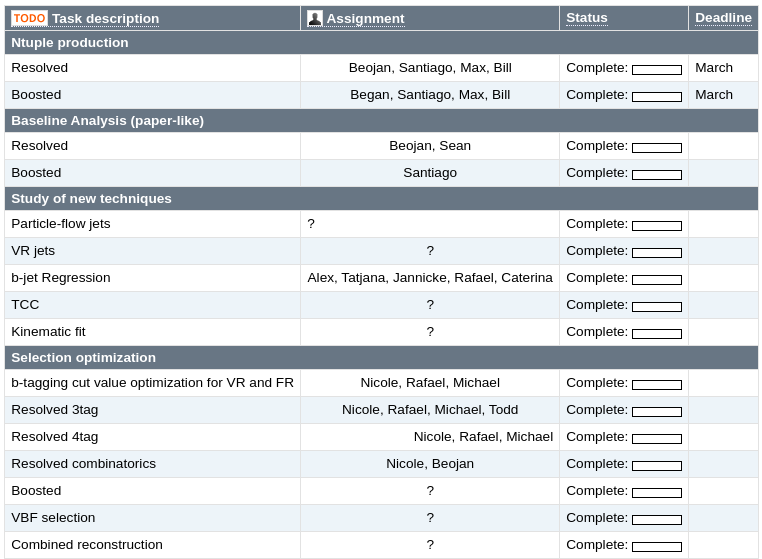 TODO Task description Assignment Status Deadline
Ntuple production
Resolved Beojan, Santiago, Max, Bill Complete: March
Boosted Began, Santiago, Max, Bill Complete: March
Baseline Analysis (paper-like)
Resolved Beojan, Sean Complete:
Boosted Santiago Complete:
Study of new techniques
Particle-flow jets ? Complete:
VR jets ? Complete:
b-jet Regression Alex, Tatjana, Jannicke, Rafael, Caterina Complete:
TCC ? Complete:
Kinematic fit ? Complete:
Selection optimization
b-tagging cut value optimization for VR and FR Nicole, Rafael, Michael Complete:
Resolved 3tag Nicole, Rafael, Michael, Todd Complete:
Resolved 4tag Nicole, Rafael, Michael Complete:
Resolved combinatorics Nicole, Beojan Complete:
Boosted ? Complete:
VBF selection ? Complete:
Combined reconstruction ? Complete: